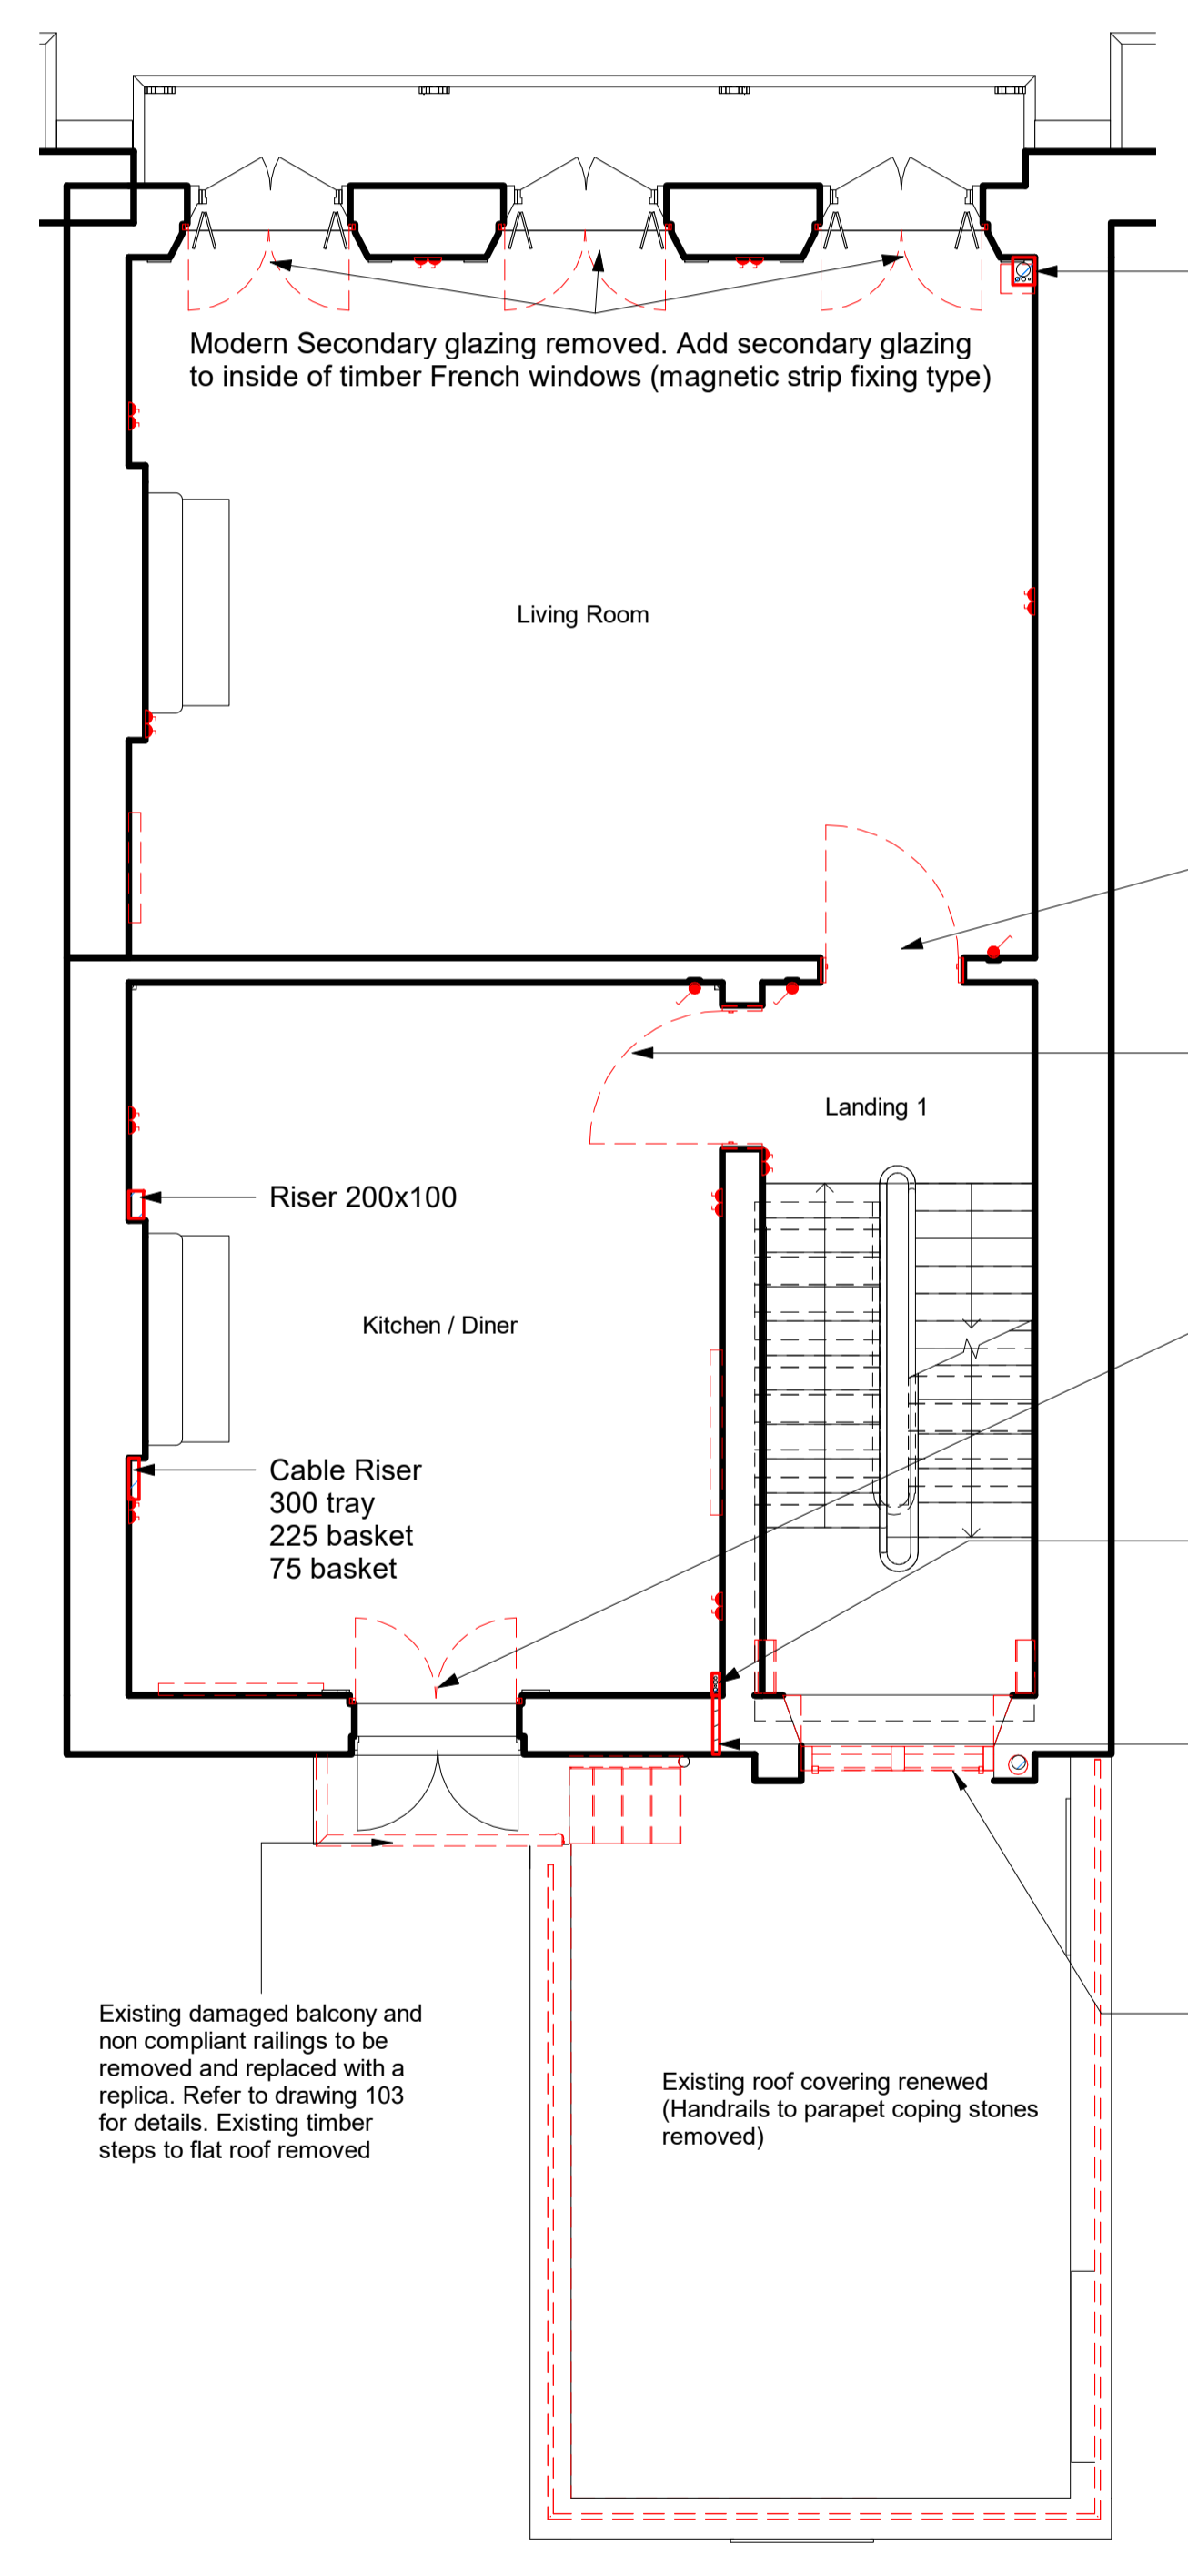 Modern Secondary glazing removed. Add secondary glazing
to inside of timber French windows (magnetic strip fixing type)
Living Room
Landing 1
Riser 200x100
Kitchen / Diner
Cable Riser
300 tray
225 basket
75 basket
Existing damaged balcony and
non compliant railings to be
removed and replaced with a
replica. Refer to drawing 103
for details. Existing timber
steps to flat roof removed
Existing roof covering renewed
(Handrails to parapet coping stones
removed)